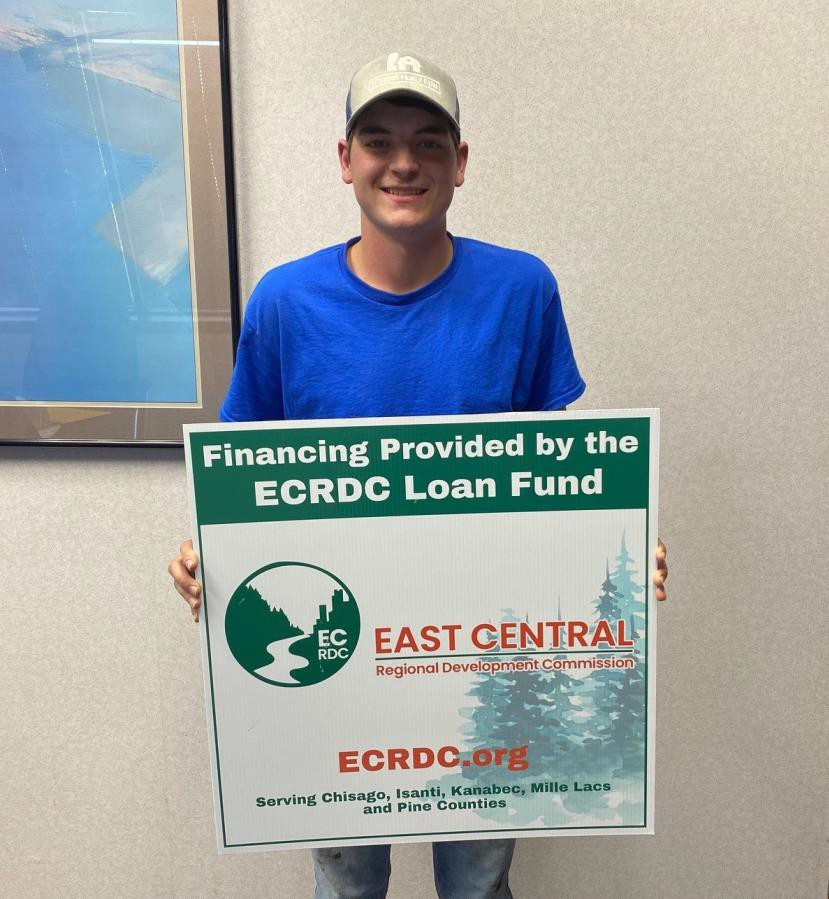 LA
Financing Provided by the
ECRDC Loan Fund
EC
RDC
EAST CENTRAL
Regional Development Commission
ECRDC.org
Serving Chisago, Isanti, Kanabec, Mille Lacs
and Pine Counties